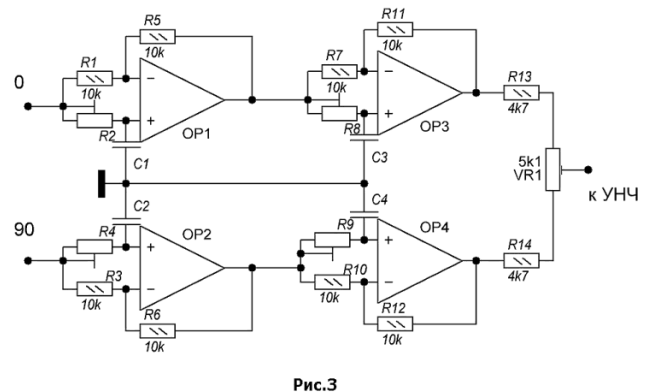 R5
10k
R11
10k
R1
10k
R7
10k
R13
4k7
0
−
+
OP1
−
+
OP3
R2
C1
R8
C3
5k1
VR1
к УНЧ
C2
C4
90
R4
+
−
OP2
R9
+
−
OP4
R3
10k
R10
10k
R14
4k7
R6
10k
R12
10k
Рис.3